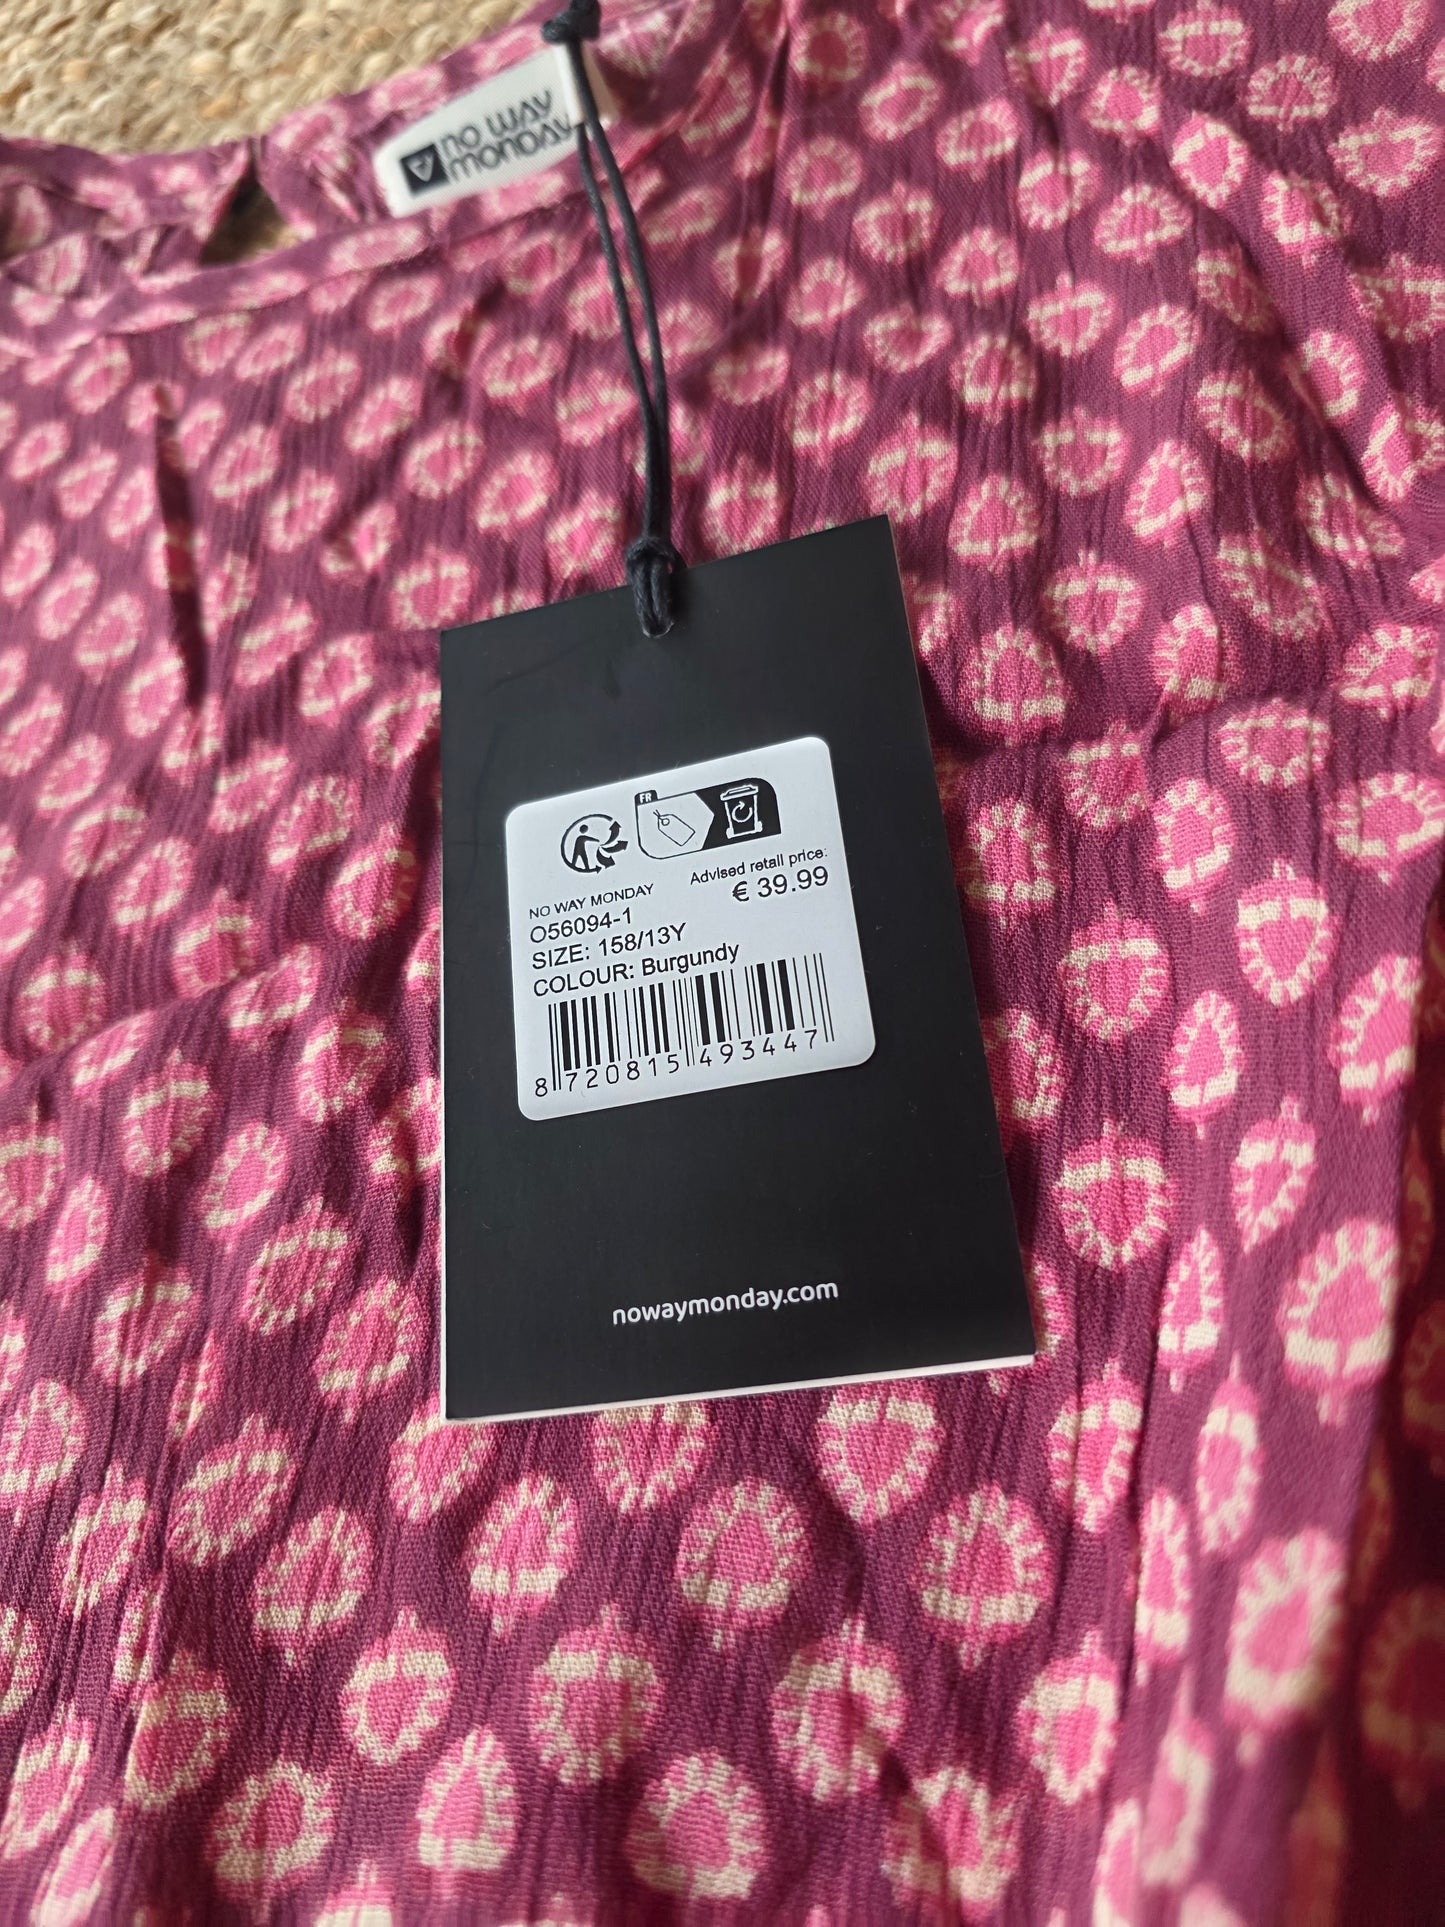 no way
monday
FR
Advised retail price:
€ 39.99
NO WAY MONDAY
O56094-1
SIZE: 158/13Y
COLOUR: Burgundy
8 720815 493447
nowaymonday.com